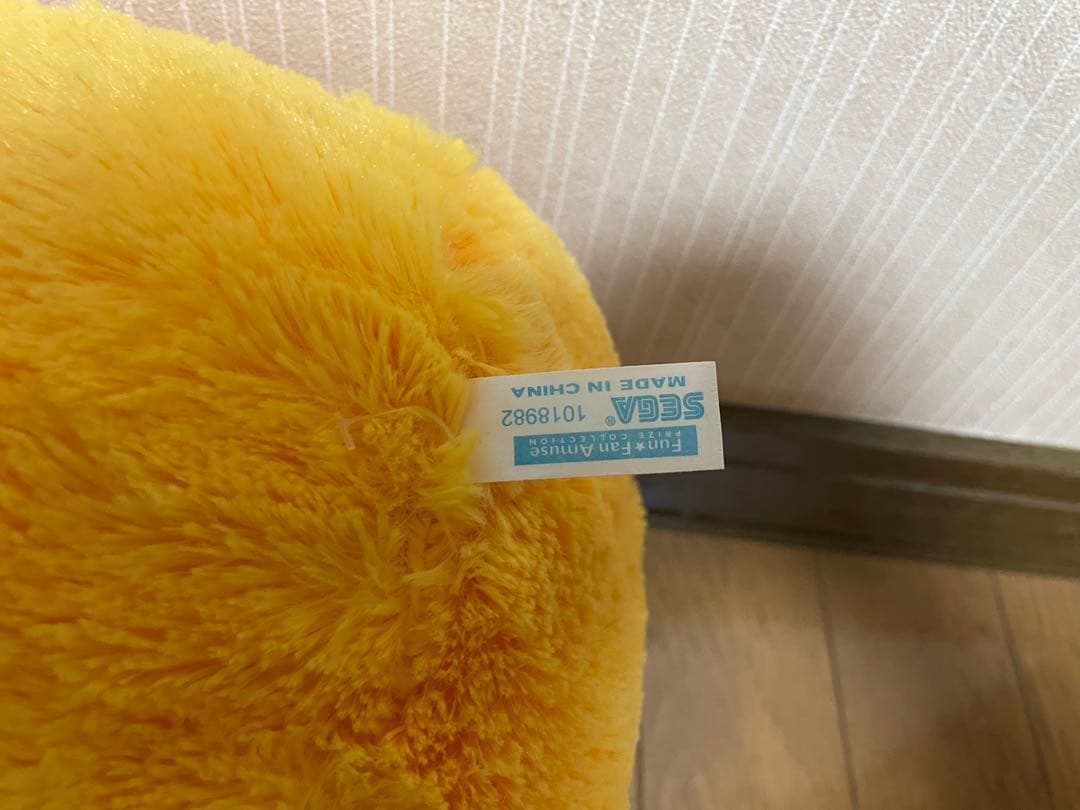 Fun★Fan Amuse
PRIZE COLLECTION
SEGA® 1018982
MADE IN CHINA